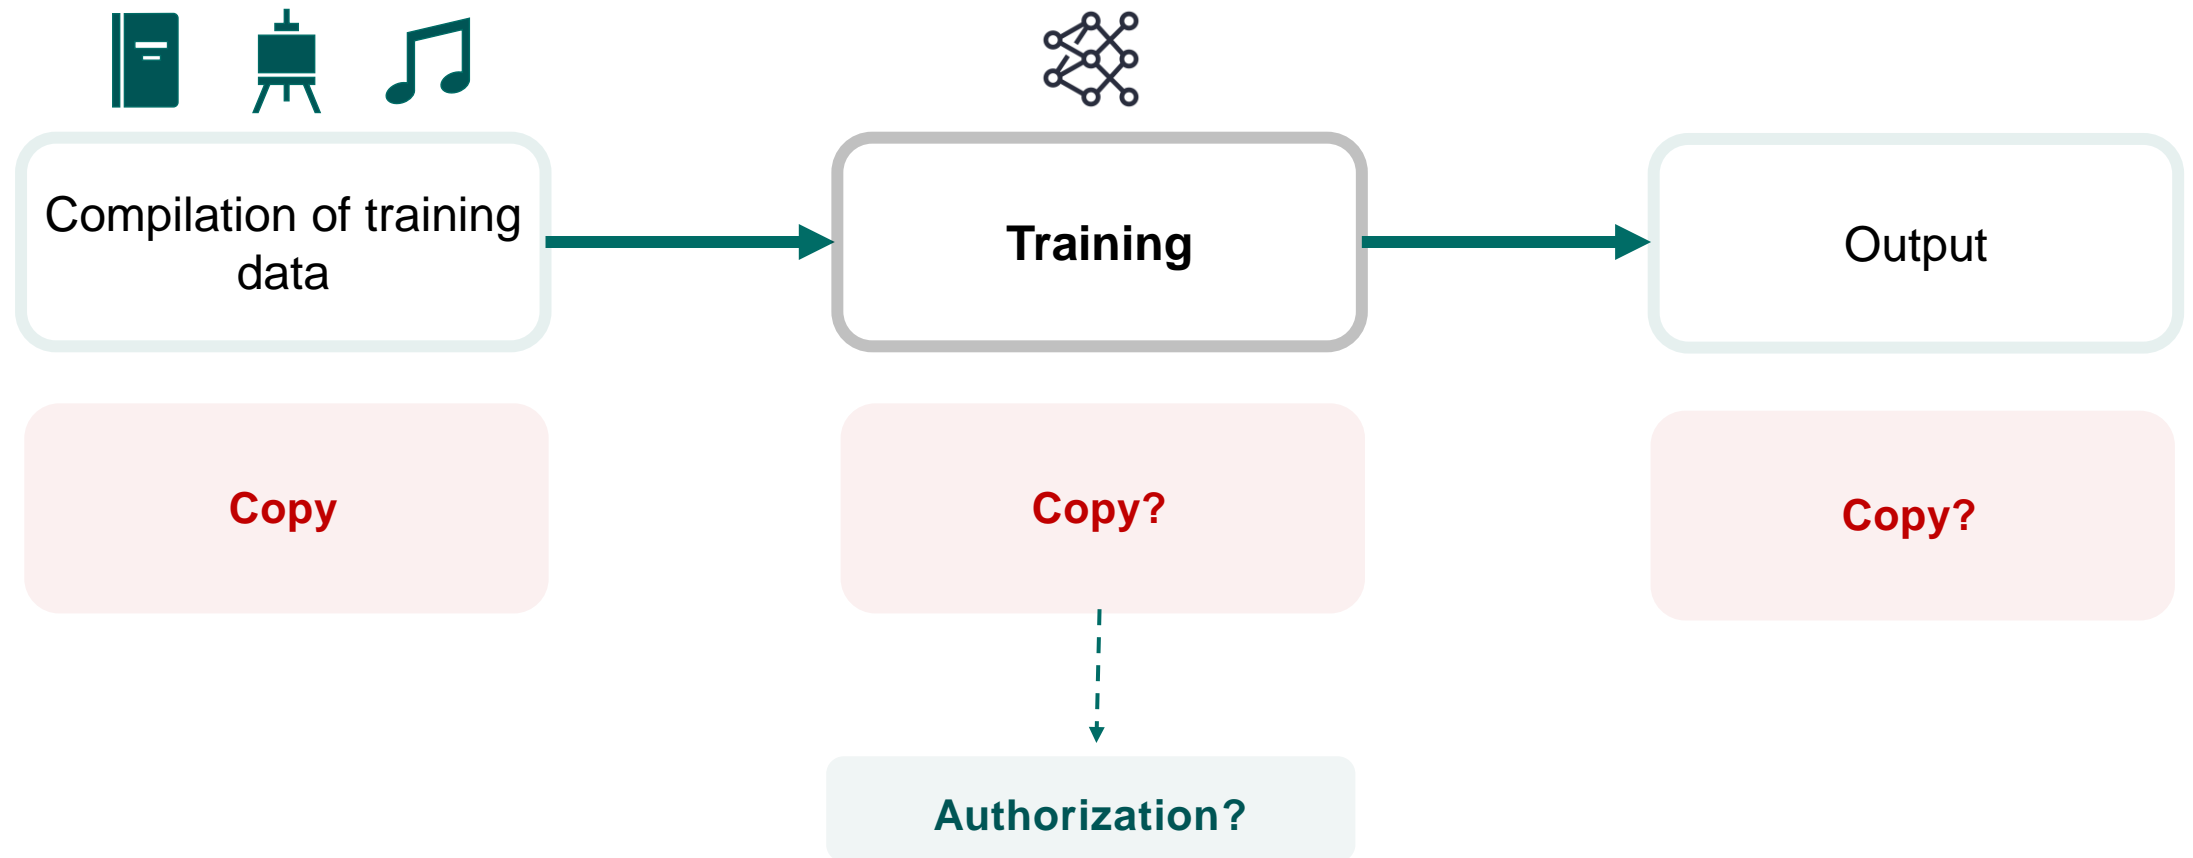 Compilation of training
data
Training
Output
Copy
Copy?
Copy?
Authorization?